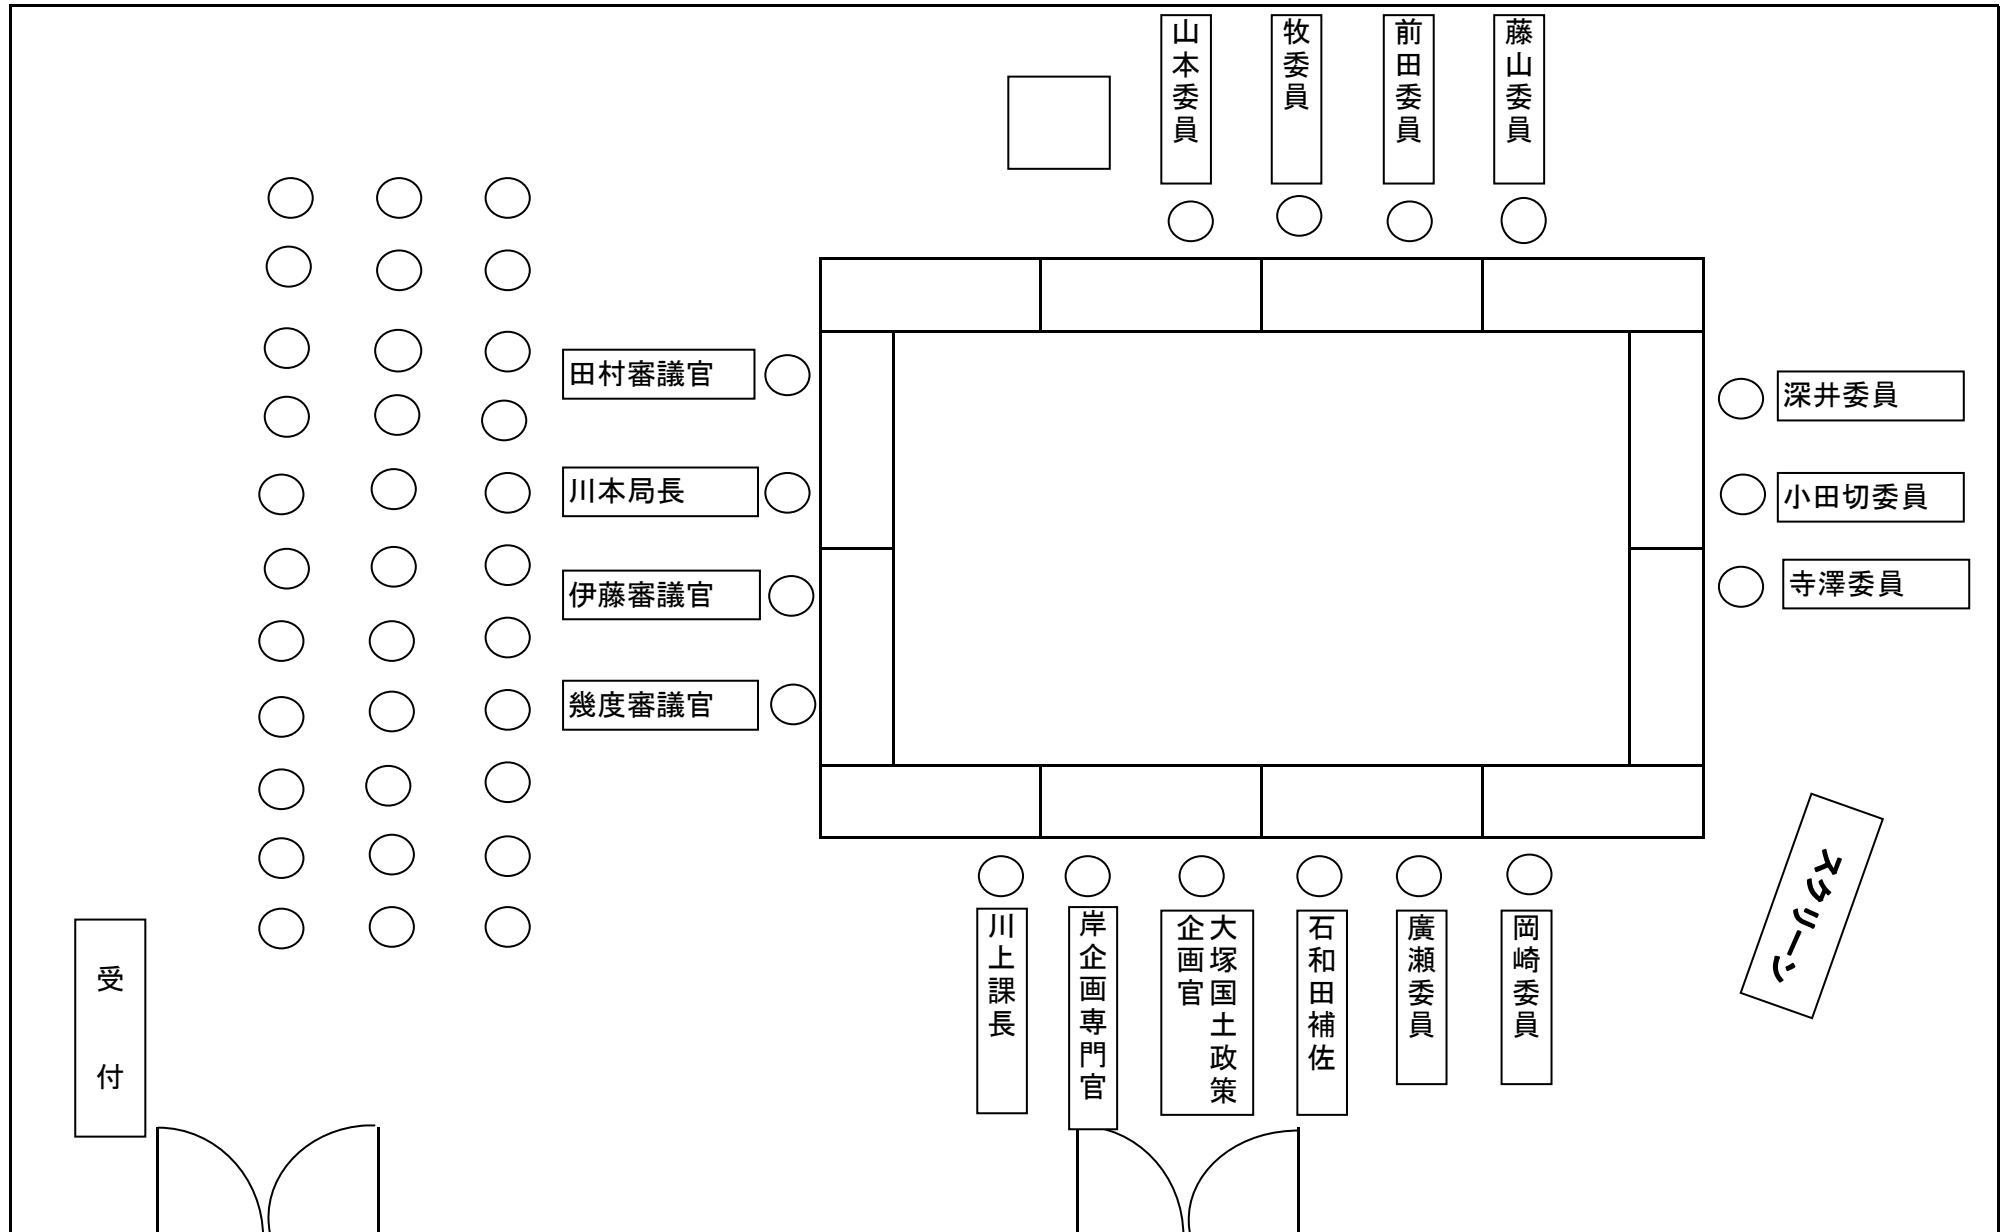 山本委員
牧委員
前田委員
藤山委員
田村審議官
川本局長
伊藤審議官
幾度審議官
深井委員
小田切委員
寺澤委員
スクリーン
川上課長
岸企画専門官
大塚国土政策
企画官
石和田補佐
廣瀬委員
岡崎委員
受付